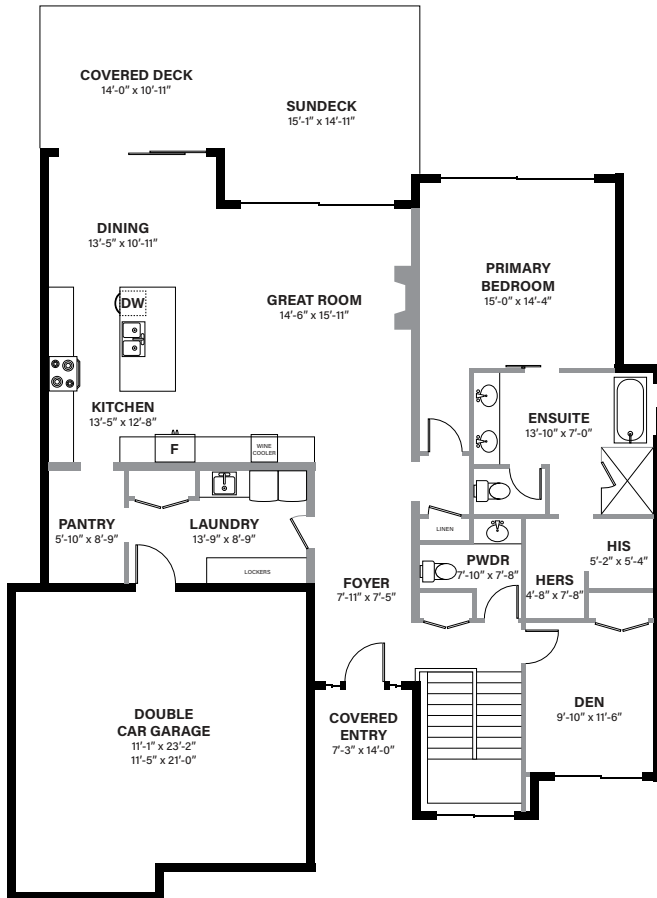 COVERED DECK
14′-0″ x 10′-11″
SUNDECK
15′-1″ x 14′-11″
DINING
13′-5″ x 10′-11″
PRIMARY
BEDROOM
15′-0″ x 14′-4″
GREAT ROOM
14′-6″ x 15′-11″
DW
KITCHEN
13′-5″ x 12′-8″
ENSUITE
13′-10″ x 7′-0″
F
WINE
COOLER
PANTRY
5′-10″ x 8′-9″
LAUNDRY
13′-9″ x 8′-9″
LINEN
LOCKERS
PWDR
7′-10″ x 7′-8″
HIS
5′-2″ x 5′-4″
HERS
4′-8″ x 7′-8″
FOYER
7′-11″ x 7′-5″
DOUBLE
CAR GARAGE
11′-1″ x 23′-2″
11′-5″ x 21′-0″
COVERED
ENTRY
7′-3″ x 14′-0″
DEN
9′-10″ x 11′-6″